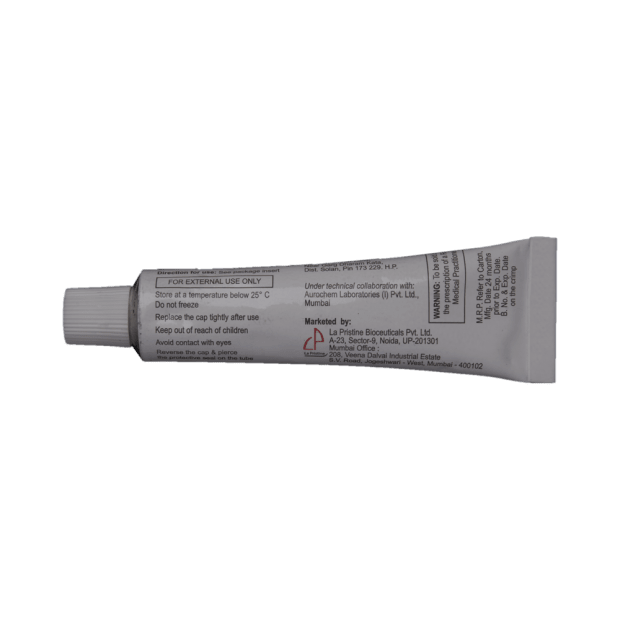 Direction for use: See package insert
FOR EXTERNAL USE ONLY
Store at a temperature below 25° C
Do not freeze
Replace the cap tightly after use
Keep out of reach of children
Avoid contact with eyes
Reverse the cap & pierce
the protective seal on the tube
Dist. Solan, Pin 173 229. H.P.
Under technical collaboration with:
Aurochem Laboratories (I) Pvt. Ltd.,
Mumbai
Marketed by:
La Pristine Bioceuticals Pvt. Ltd.
A-23, Sector-9, Noida, UP-201301
Mumbai Office :
208, Veena Dalvai Industrial Estate
S.V. Road, Jogeshwari - West, Mumbai - 400102
WARNING: To be
the prescription of a
Medical Practitioner
M.R.P. Refer to Carton.
Mfg. Date 24 months
prior to Exp. Date.
B. No. & Exp. Date
on the crimp